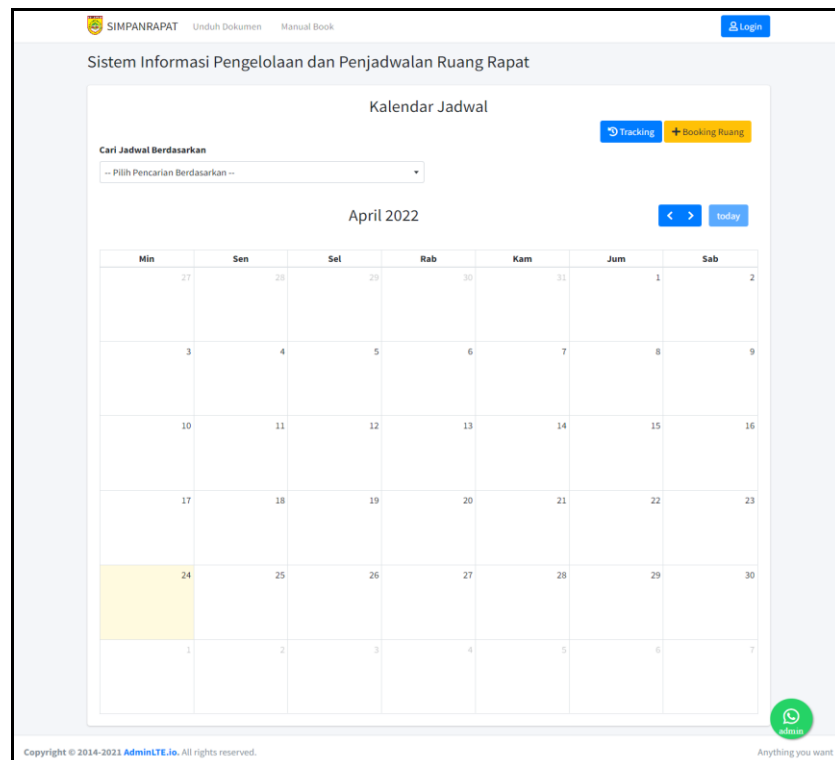 SIMPANRAPAT Unduh Dokumen Manual Book Login
Sistem Informasi Pengelolaan dan Penjadwalan Ruang Rapat
Kalendar Jadwal
Tracking + Booking Ruang
Cari Jadwal Berdasarkan
-- Pilih Pencarian Berdasarkan --
April 2022 < > today
Min Sen Sel Rab Kam Jum Sab
27 28 29 30 31 1 2
3 4 5 6 7 8 9
10 11 12 13 14 15 16
17 18 19 20 21 22 23
24 25 26 27 28 29 30
1 2 3 4 5 6 7
admin
Copyright © 2014-2021 AdminLTE.io. All rights reserved. Anything you want